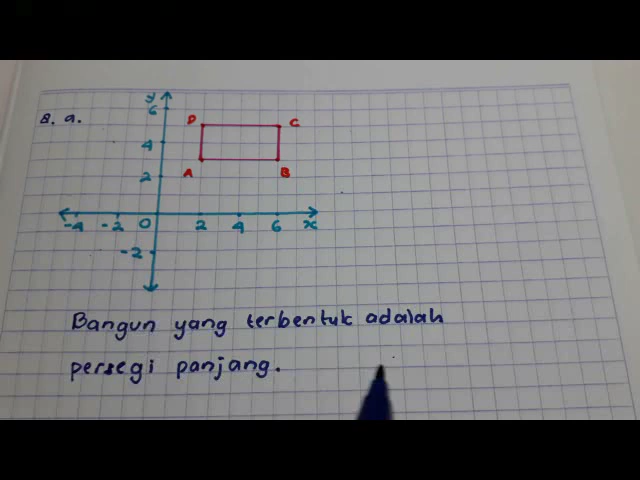 y
6
8. a.
D
C
4
A
B
2
-4 -2 0 2 4 6 x
-2
Bangun yang terbentuk adalah
persegi panjang.